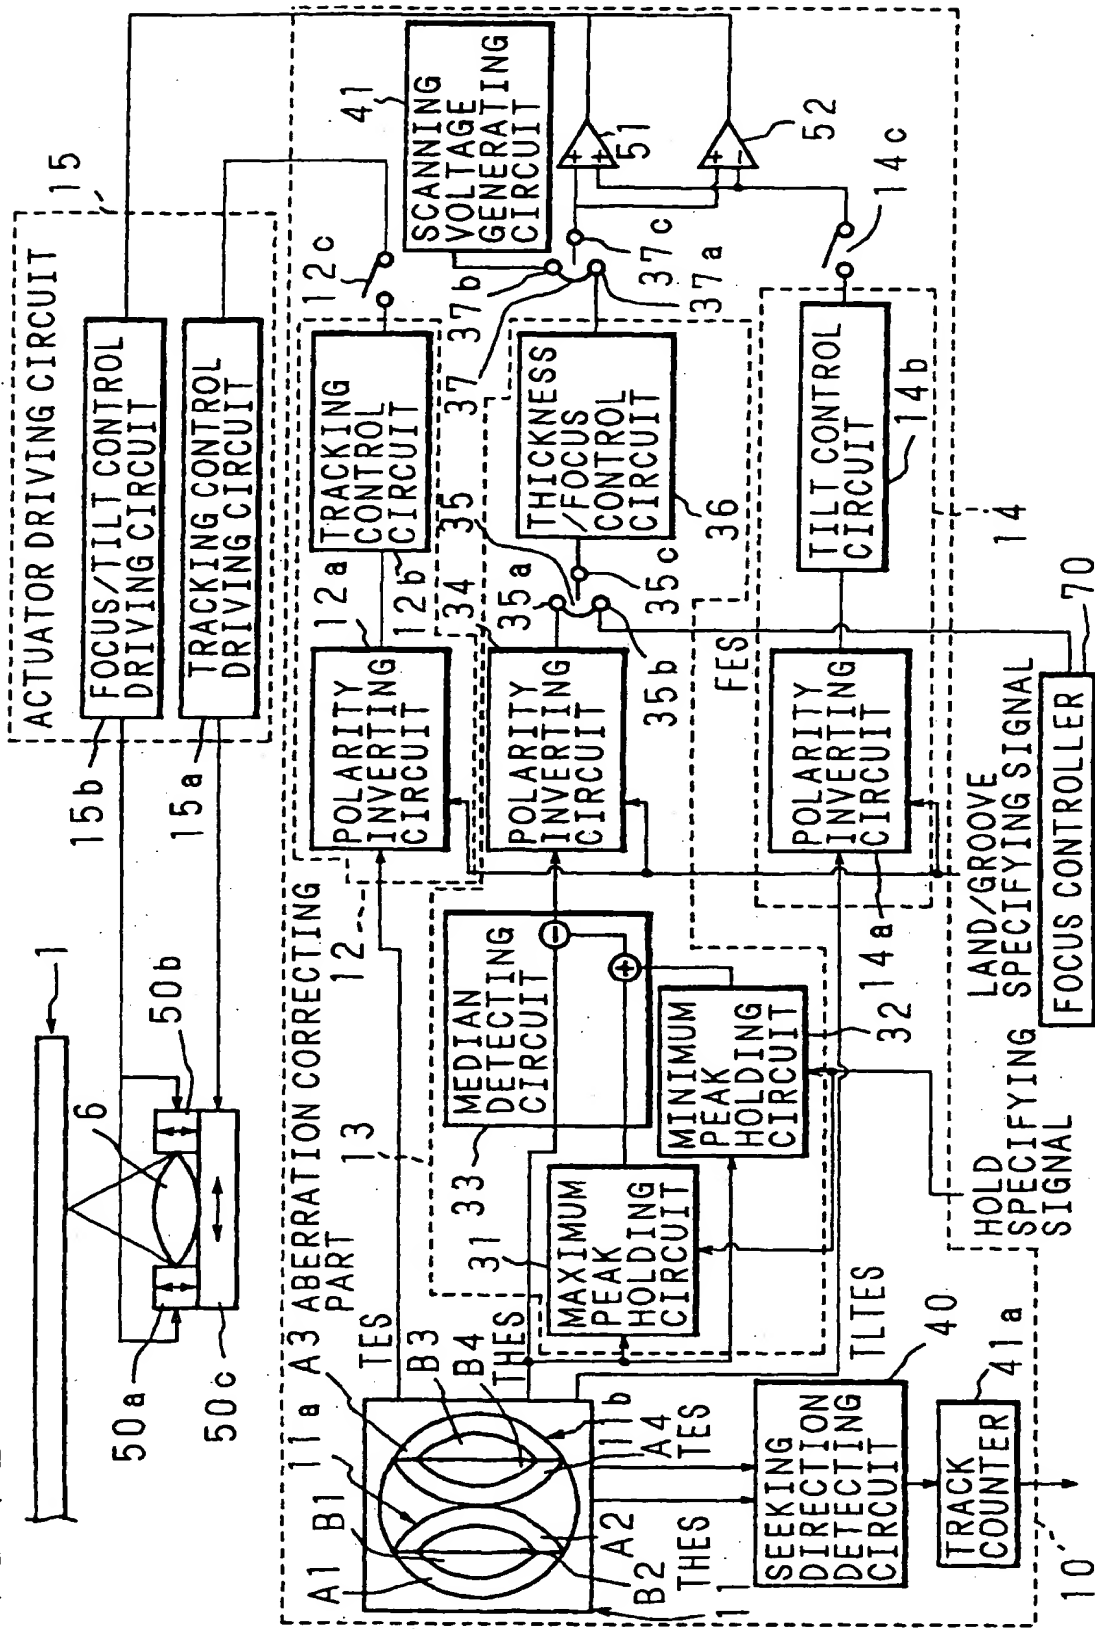 1
6
50a
50b
50c
15
ACTUATOR DRIVING CIRCUIT
FOCUS/TILT CONTROL
DRIVING CIRCUIT
15b
TRACKING CONTROL
DRIVING CIRCUIT
15a
ABERRATION CORRECTING
PART
A3
11a
B1
A1
B3
B4
11b
A4
A2
B2
11
TES
THES
TES
THES
TLTES
12
POLARITY
INVERTING
CIRCUIT
12a
TRACKING
CONTROL
CIRCUIT
12b
12c
13
MEDIAN
DETECTING
CIRCUIT
33
−
+
MAXIMUM
PEAK
HOLDING
CIRCUIT
31
MINIMUM
PEAK
HOLDING
CIRCUIT
32
POLARITY
INVERTING
CIRCUIT
34
35
35a
35b
35c
THICKNESS
/FOCUS
CONTROL
CIRCUIT
36
37
37b
37c
37a
SCANNING
VOLTAGE
GENERATING
CIRCUIT
41
+
+
51
+
−
52
FES
POLARITY
INVERTING
CIRCUIT
14a
TILT CONTROL
CIRCUIT
14b
14c
14
SEEKING
DIRECTION
DETECTING
CIRCUIT
40
TRACK
COUNTER
41a
10
HOLD
SPECIFYING
SIGNAL
LAND/GROOVE
SPECIFYING SIGNAL
FOCUS CONTROLLER
70